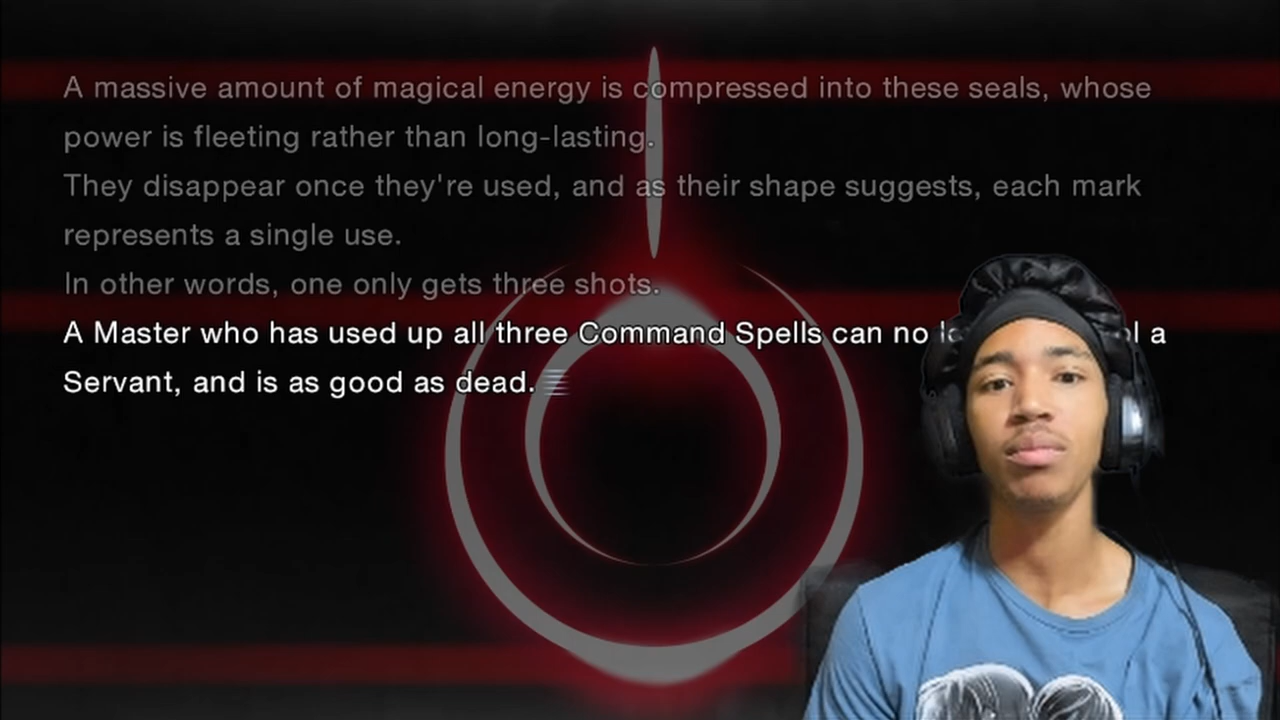 A massive amount of magical energy is compressed into these seals, whose
power is fleeting rather than long-lasting.
They disappear once they're used, and as their shape suggests, each mark
represents a single use.
In other words, one only gets three shots.
A Master who has used up all three Command Spells can no a
Servant, and is as good as dead.